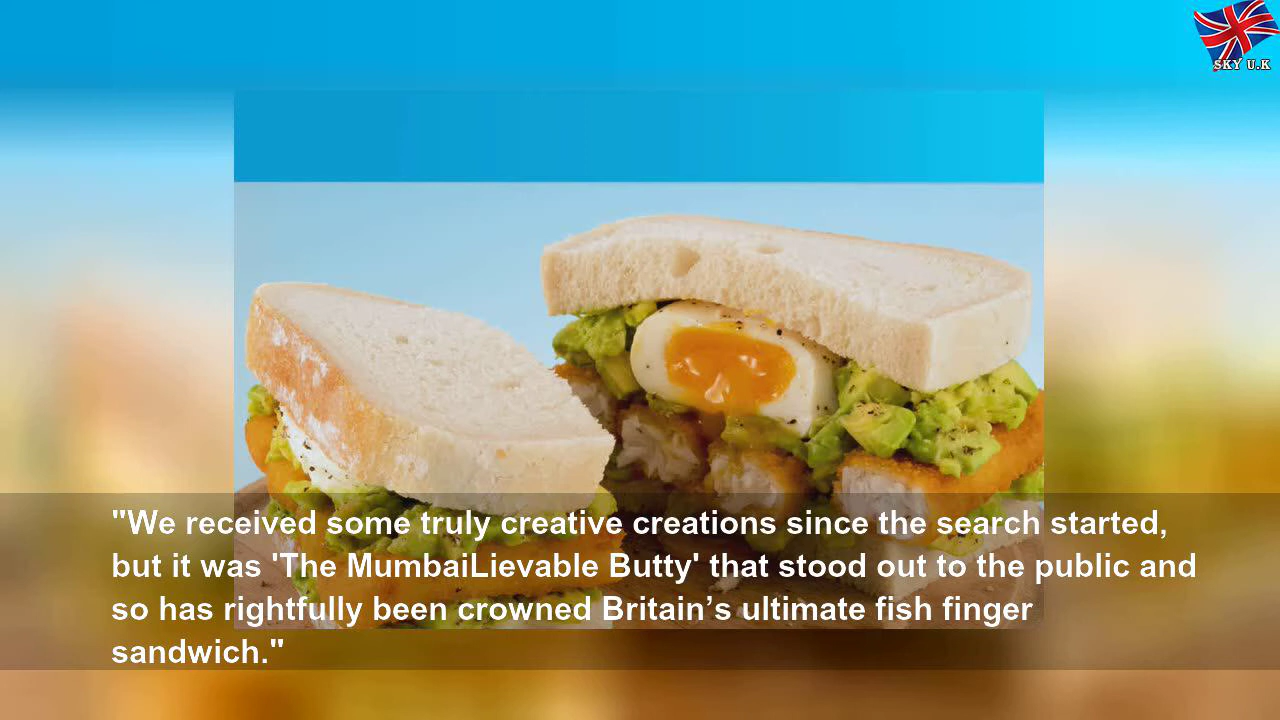 SKY U.K
"We received some truly creative creations since the search started,
but it was 'The MumbaiLievable Butty' that stood out to the public and
so has rightfully been crowned Britain’s ultimate fish finger
sandwich."